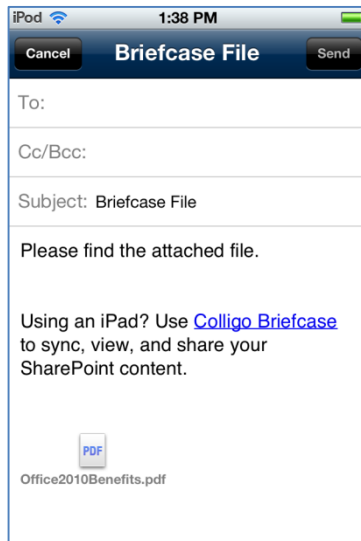 iPod 1:38 PM
Cancel Briefcase File Send
To:
Cc/Bcc:
Subject: Briefcase File
Please find the attached file.
Using an iPad? Use Colligo Briefcase
to sync, view, and share your
SharePoint content.
PDF
Office2010Benefits.pdf